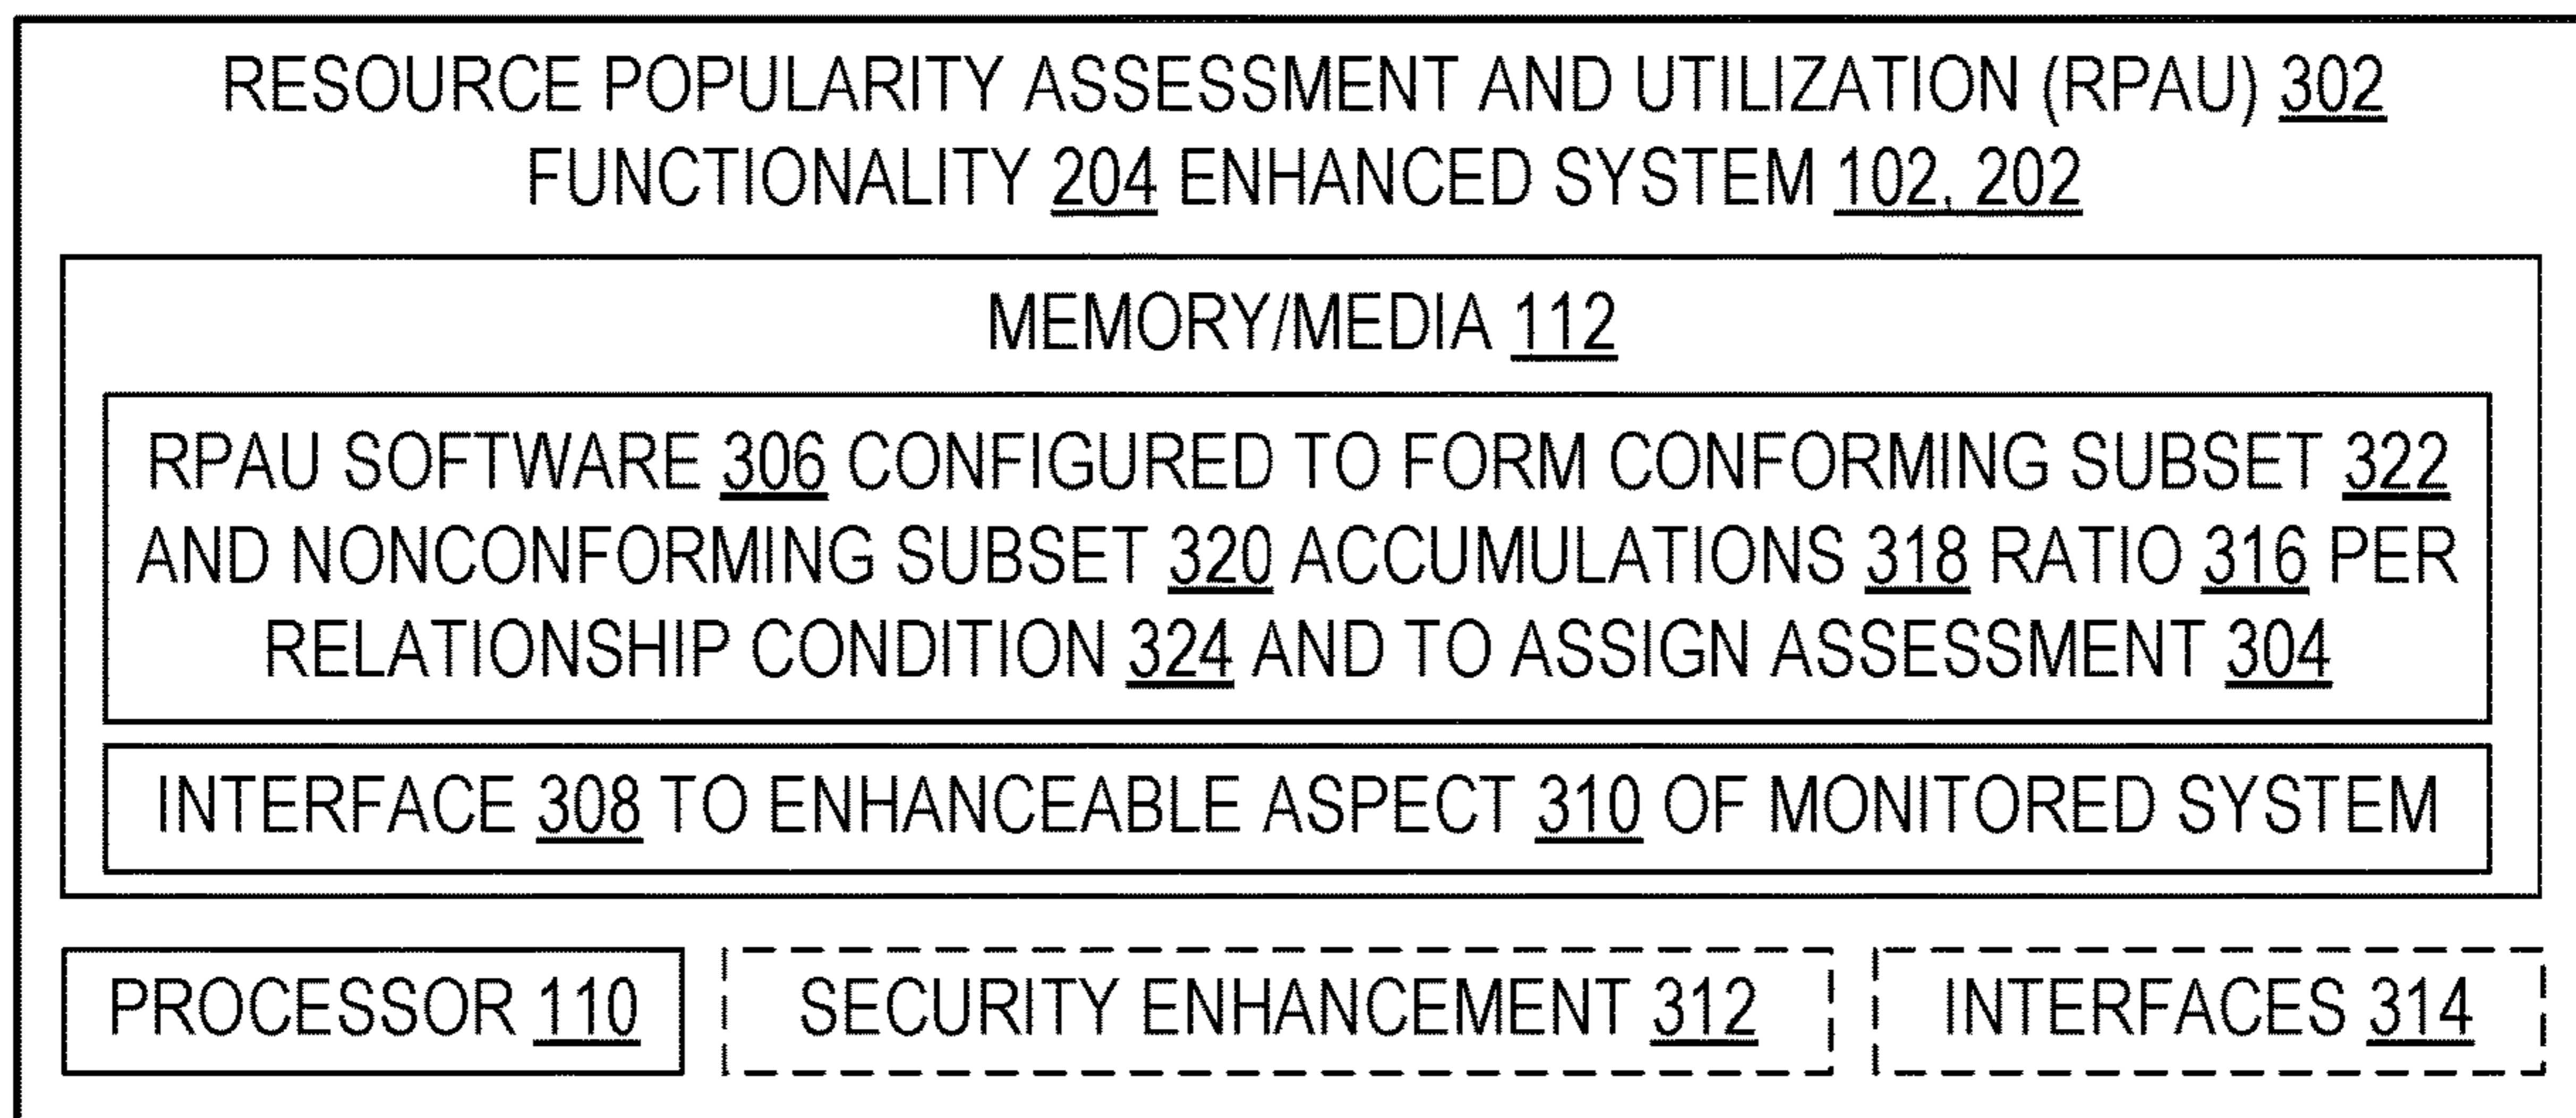 RESOURCE POPULARITY ASSESSMENT AND UTILIZATION (RPAU) 302
FUNCTIONALITY 204 ENHANCED SYSTEM 102, 202
MEMORY/MEDIA 112
RPAU SOFTWARE 306 CONFIGURED TO FORM CONFORMING SUBSET 322
AND NONCONFORMING SUBSET 320 ACCUMULATIONS 318 RATIO 316 PER
RELATIONSHIP CONDITION 324 AND TO ASSIGN ASSESSMENT 304
INTERFACE 308 TO ENHANCEABLE ASPECT 310 OF MONITORED SYSTEM
PROCESSOR 110
SECURITY ENHANCEMENT 312
INTERFACES 314